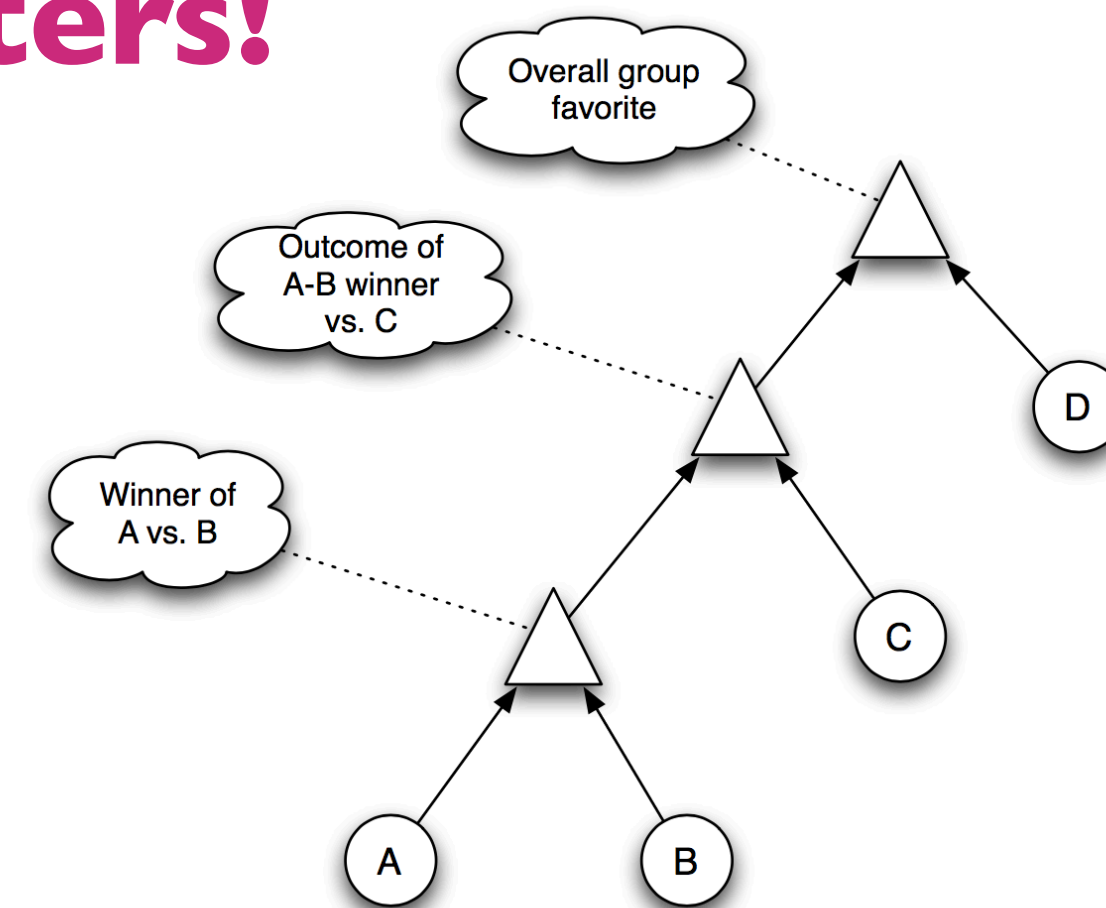 ters!
Overall group
favorite
Outcome of
A-B winner
vs. C
D
Winner of
A vs. B
C
A
B